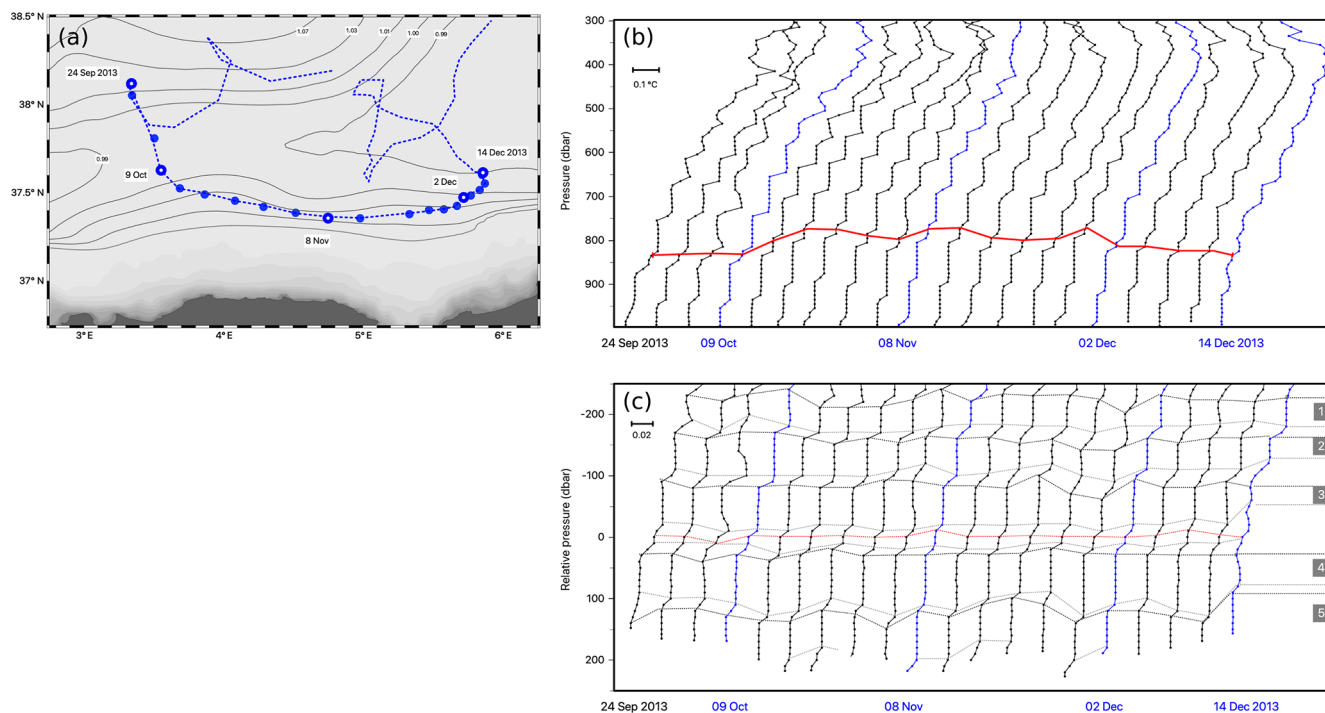 (a)
38.5° N
38° N
37.5° N
37° N
3° E
4° E
5° E
6° E
1.07
1.03
1.01
1.00
0.99
0.99
24 Sep 2013
9 Oct
8 Nov
2 Dec
14 Dec 2013
(b)
0.1 °C
Pressure (dbar)
300
400
500
600
700
800
900
24 Sep 2013
09 Oct
08 Nov
02 Dec
14 Dec 2013
(c)
0.02
Relative pressure (dbar)
-200
-100
0
100
200
1
2
3
4
5
24 Sep 2013
09 Oct
08 Nov
02 Dec
14 Dec 2013